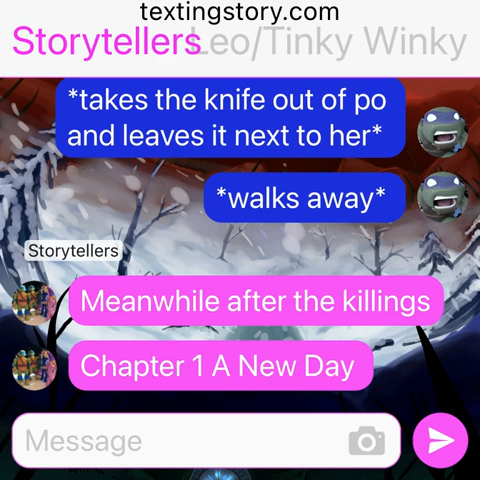 textingstory.com
Storytellers Leo/Tinky Winky
*takes the knife out of po
and leaves it next to her*
*walks away*
Storytellers
Meanwhile after the killings
Chapter 1 A New Day
Message